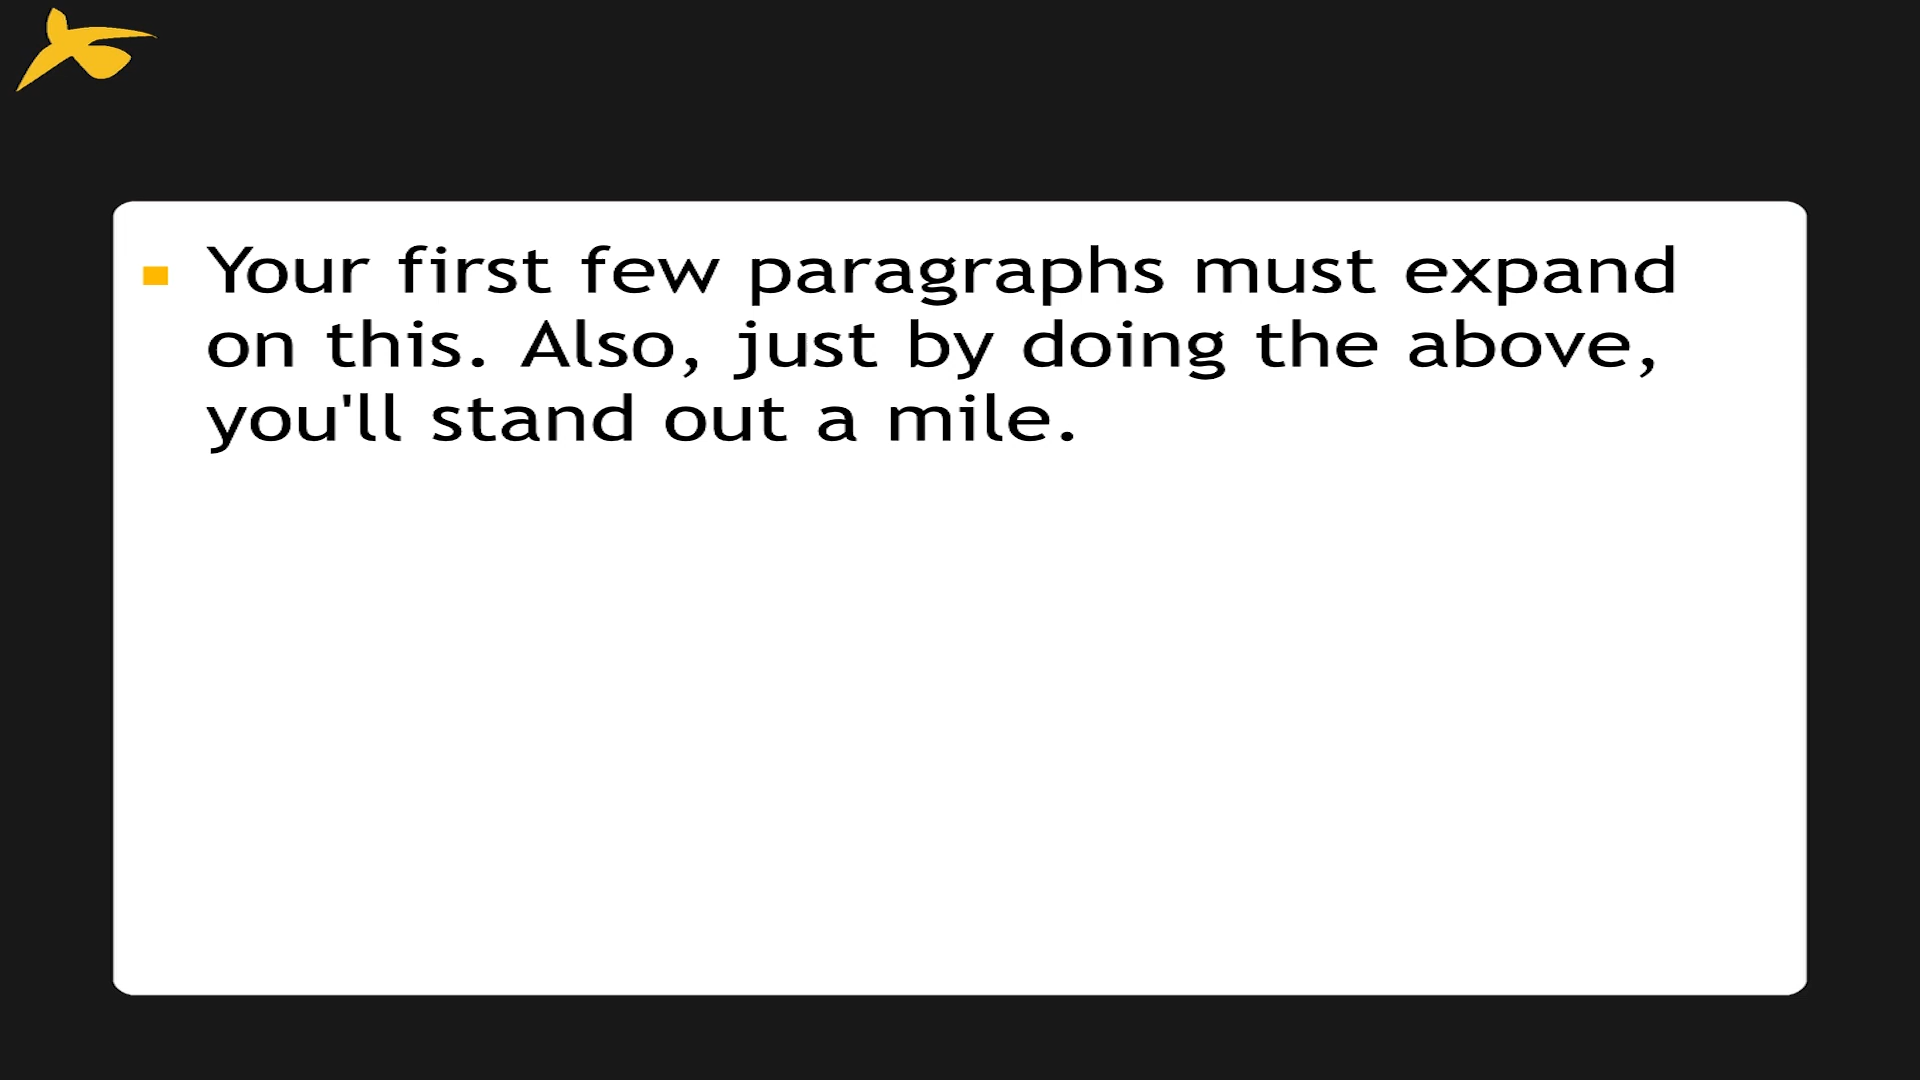 Your first few paragraphs must expand
on this. Also, just by doing the above,
you'll stand out a mile.